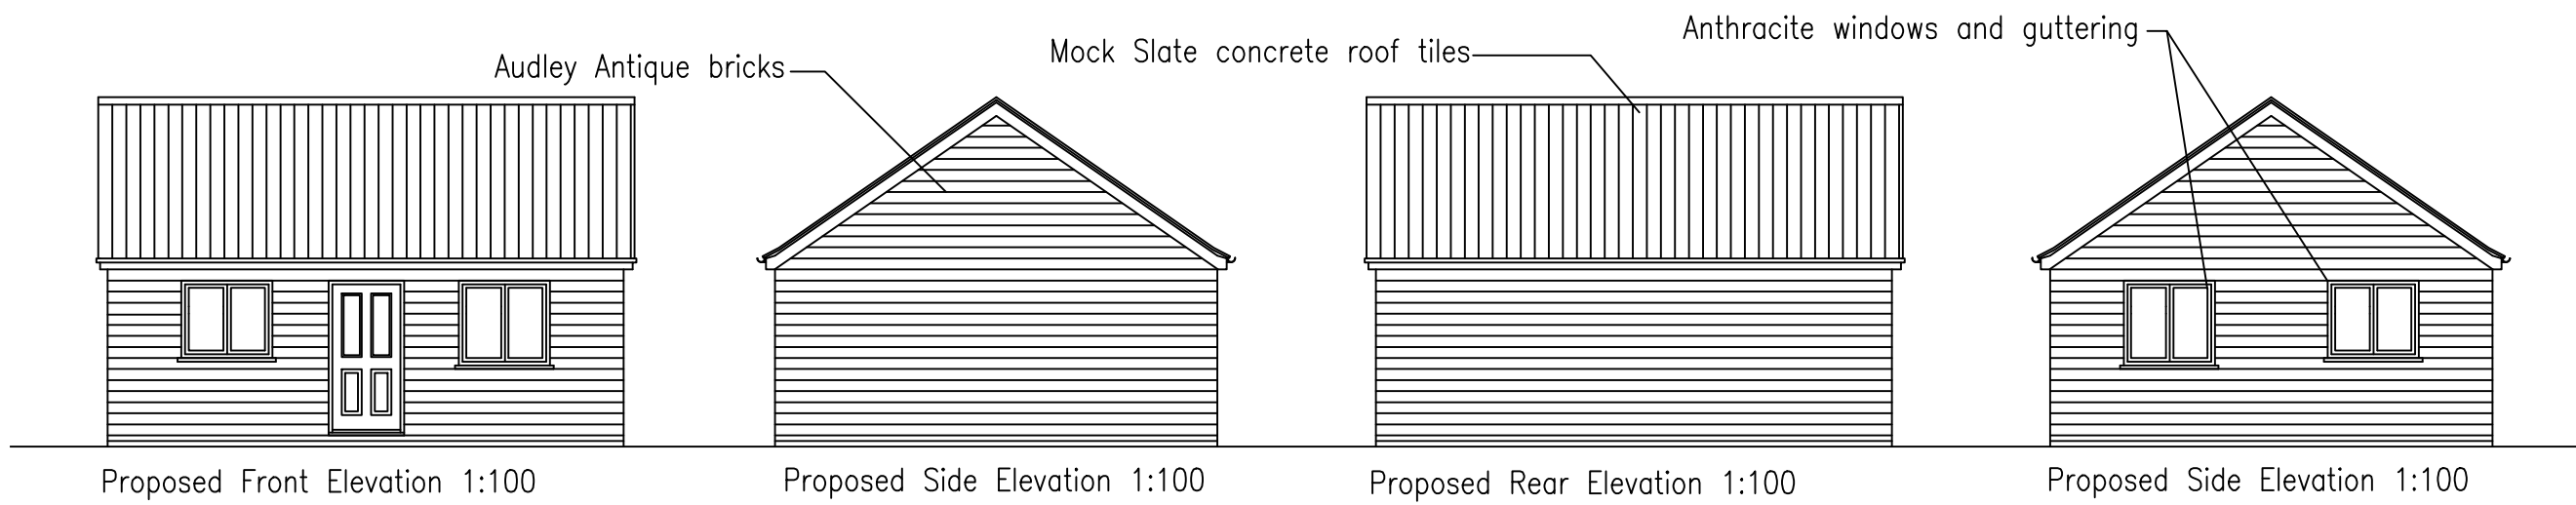 Anthracite windows and guttering
Mock Slate concrete roof tiles
Audley Antique bricks
Proposed Front Elevation 1:100
Proposed Side Elevation 1:100
Proposed Rear Elevation 1:100
Proposed Side Elevation 1:100